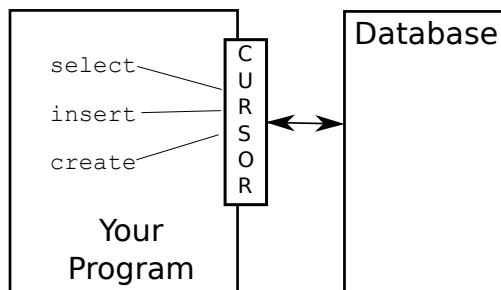 select
insert
create
Your
Program
C
U
R
S
O
R
Database